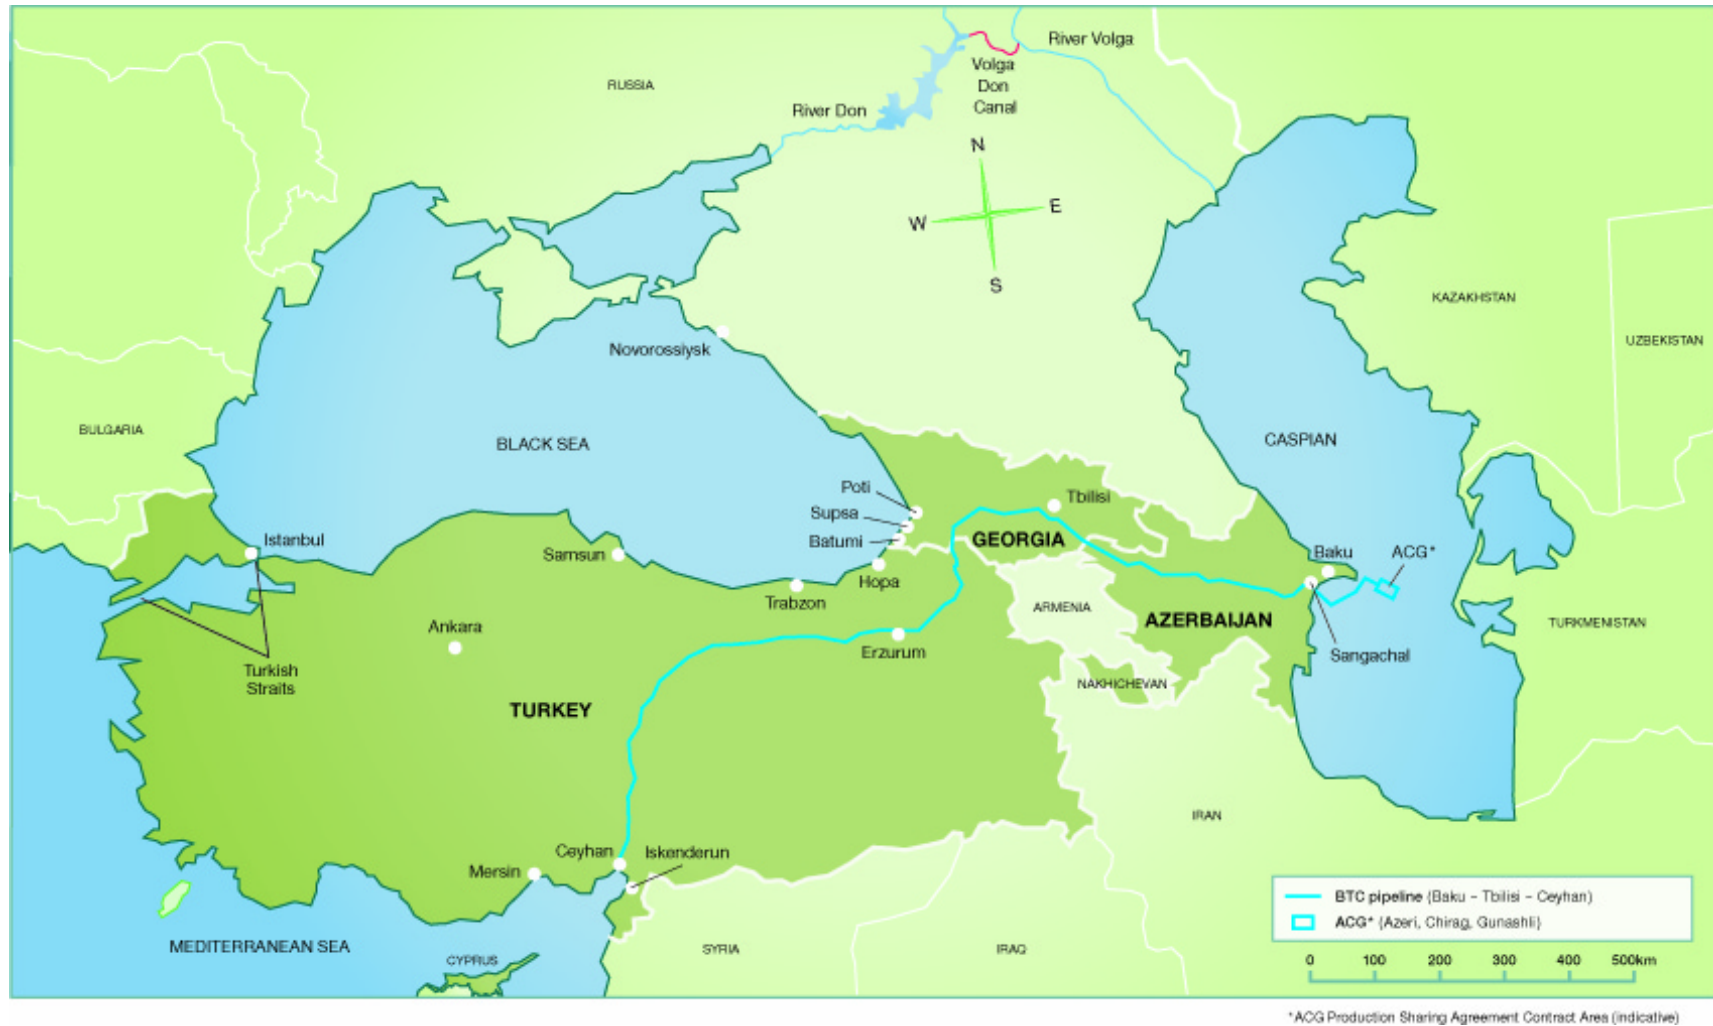 River Volga
Volga
Don
Canal
RUSSIA
River Don
N
W
E
S
KAZAKHSTAN
UZBEKISTAN
Novorossiysk
BULGARIA
BLACK SEA
CASPIAN
Poti
Supsa
Batumi
Hopa
Tbilisi
GEORGIA
Istanbul
Samsun
Trabzon
Baku
ACG*
ARMENIA
AZERBAIJAN
TURKMENISTAN
Ankara
Erzurum
Sangachal
Turkish
Straits
NAKHICHEVAN
TURKEY
IRAN
Ceyhan
Iskenderun
Mersin
MEDITERRANEAN SEA
CYPRUS
SYRIA
IRAQ
BTC pipeline (Baku – Tbilisi – Ceyhan)
ACG* (Azeri, Chirag, Gunashli)
0 100 200 300 400 500km
*ACG Production Sharing Agreement Contract Area (indicative)